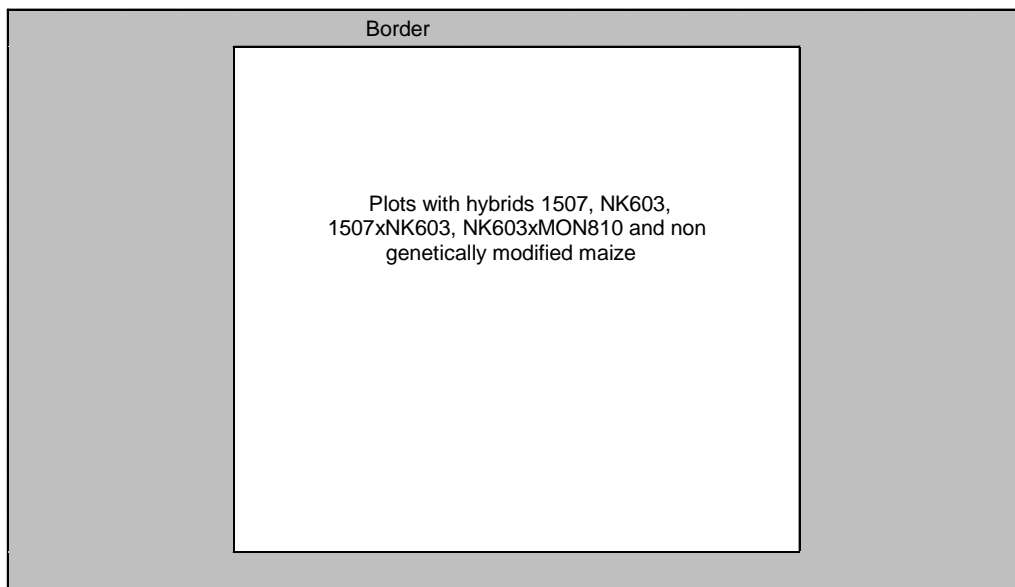 Border
Plots with hybrids 1507, NK603,
1507xNK603, NK603xMON810 and non
genetically modified maize